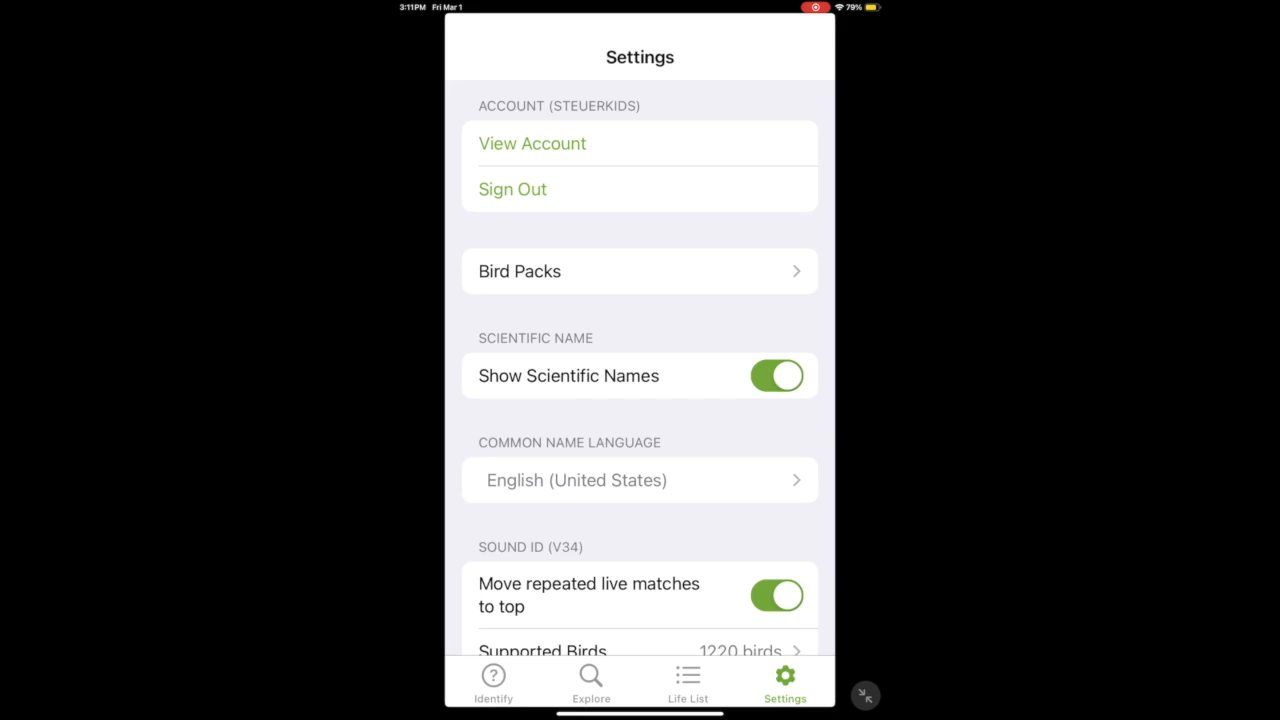 3:11PM Fri Mar 1
79%
Settings
ACCOUNT (STEUERKIDS)
View Account
Sign Out
Bird Packs
SCIENTIFIC NAME
Show Scientific Names
COMMON NAME LANGUAGE
English (United States)
SOUND ID (V34)
Move repeated live matches
to top
Supported Birds 1220 birds
Identify Explore Life List Settings